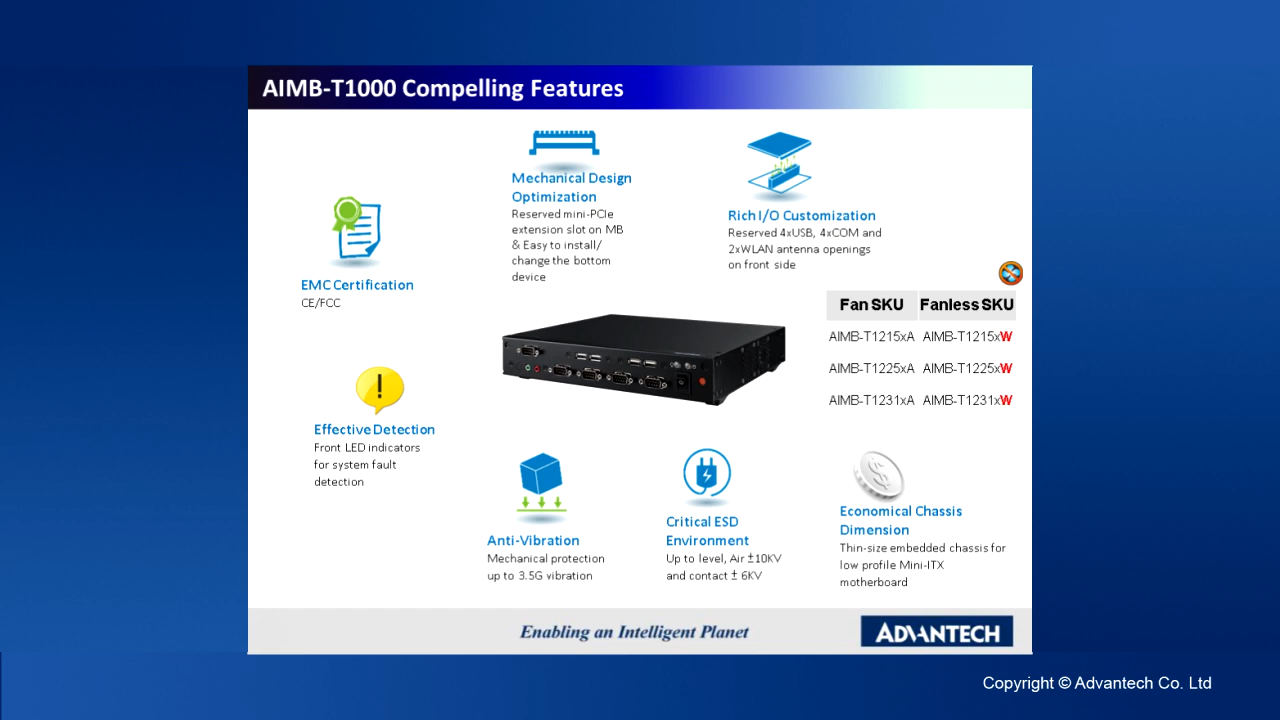 AIMB-T1000 Compelling Features
Mechanical Design
Optimization
Reserved mini-PCIe
extension slot on MB
& Easy to install/
change the bottom
device
Rich I/O Customization
Reserved 4xUSB, 4xCOM and
2xWLAN antenna openings
on front side
EMC Certification
CE/FCC
Fan SKU Fanless SKU
AIMB-T1215xA AIMB-T1215xW
AIMB-T1225xA AIMB-T1225xW
AIMB-T1231xA AIMB-T1231xW
Effective Detection
Front LED indicators
for system fault
detection
Anti-Vibration
Mechanical protection
up to 3.5G vibration
Critical ESD
Environment
Up to level, Air ±10KV
and contact ± 6KV
Economical Chassis
Dimension
Thin-size embedded chassis for
low profile Mini-ITX
motherboard
Enabling an Intelligent Planet
ADVANTECH
Copyright © Advantech Co. Ltd